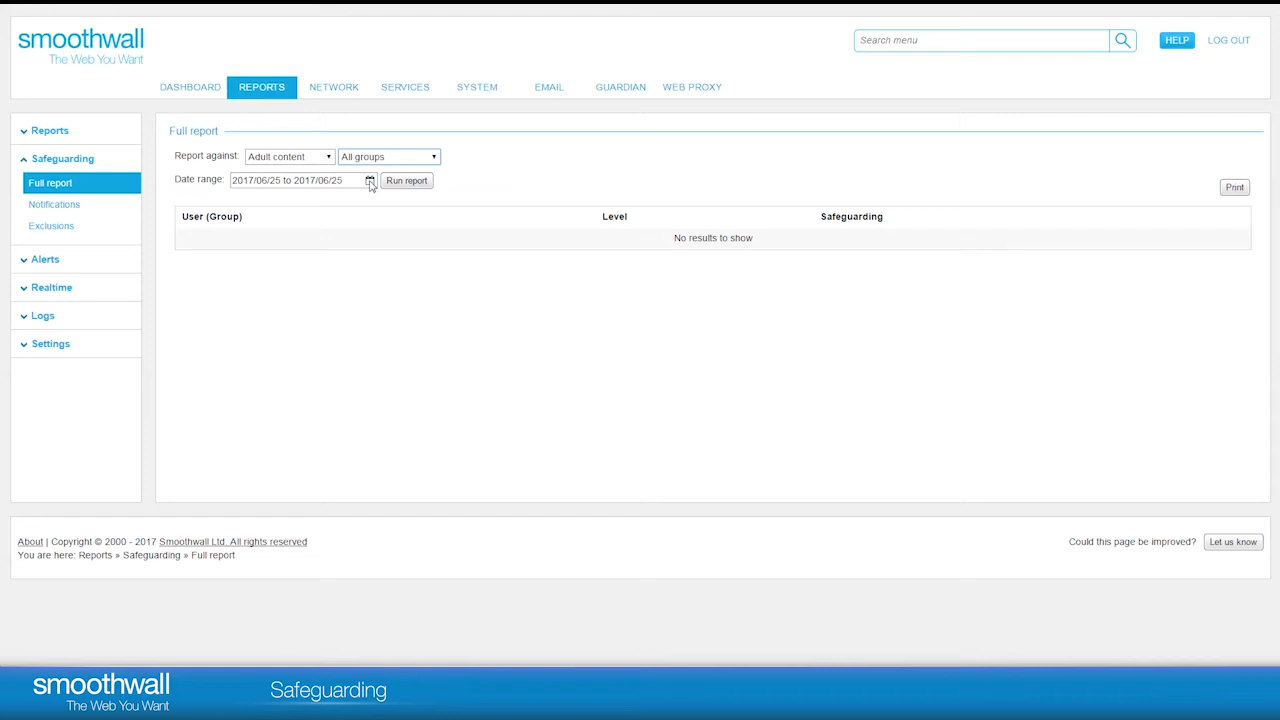 smoothwall
The Web You Want
Search menu
HELP LOG OUT
DASHBOARD REPORTS NETWORK SERVICES SYSTEM EMAIL GUARDIAN WEB PROXY
Reports
Safeguarding
Full report
Notifications
Exclusions
Alerts
Realtime
Logs
Settings
Full report
Report against: Adult content All groups
Date range: 2017/06/25 to 2017/06/25 Run report
Print
User (Group) Level Safeguarding
No results to show
About | Copyright © 2000 - 2017 Smoothwall Ltd. All rights reserved
You are here: Reports » Safeguarding » Full report
Could this page be improved? Let us know
smoothwall
The Web You Want
Safeguarding